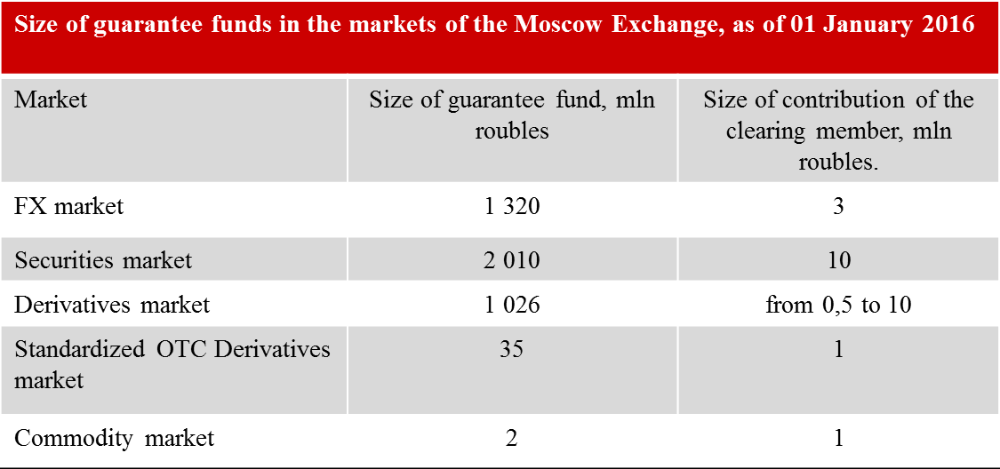 Size of guarantee funds in the markets of the Moscow Exchange, as of 01 January 2016
Market
Size of guarantee fund, mln
roubles
Size of contribution of the
clearing member, mln
roubles.
FX market
1 320
3
Securities market
2 010
10
Derivatives market
1 026
from 0,5 to 10
Standardized OTC Derivatives
market
35
1
Commodity market
2
1